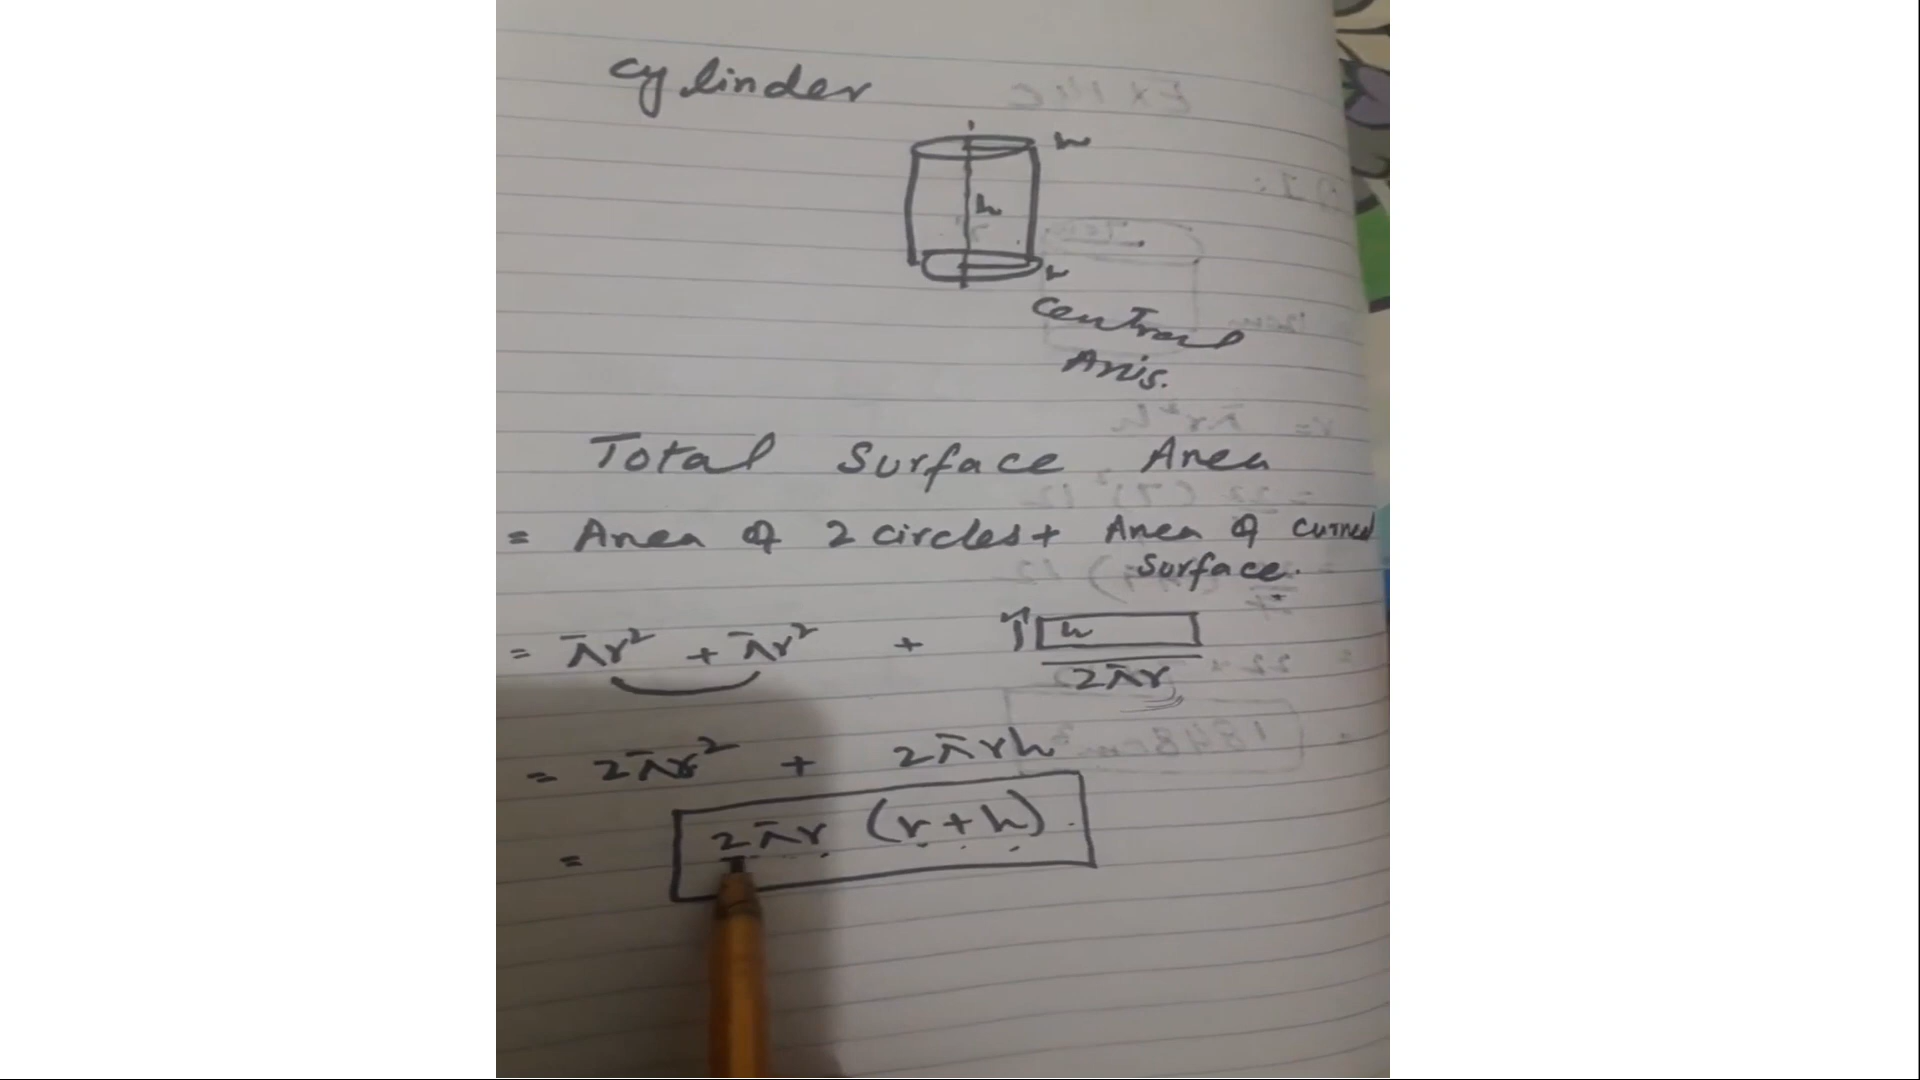 cylinder
r
h
r
Central
Axis.
Total Surface Area
= Area of 2 circles + Area of curved
surface.
= πr² + πr² + h
2πr
= 2πr² + 2πrh
= 2πr (r+h).